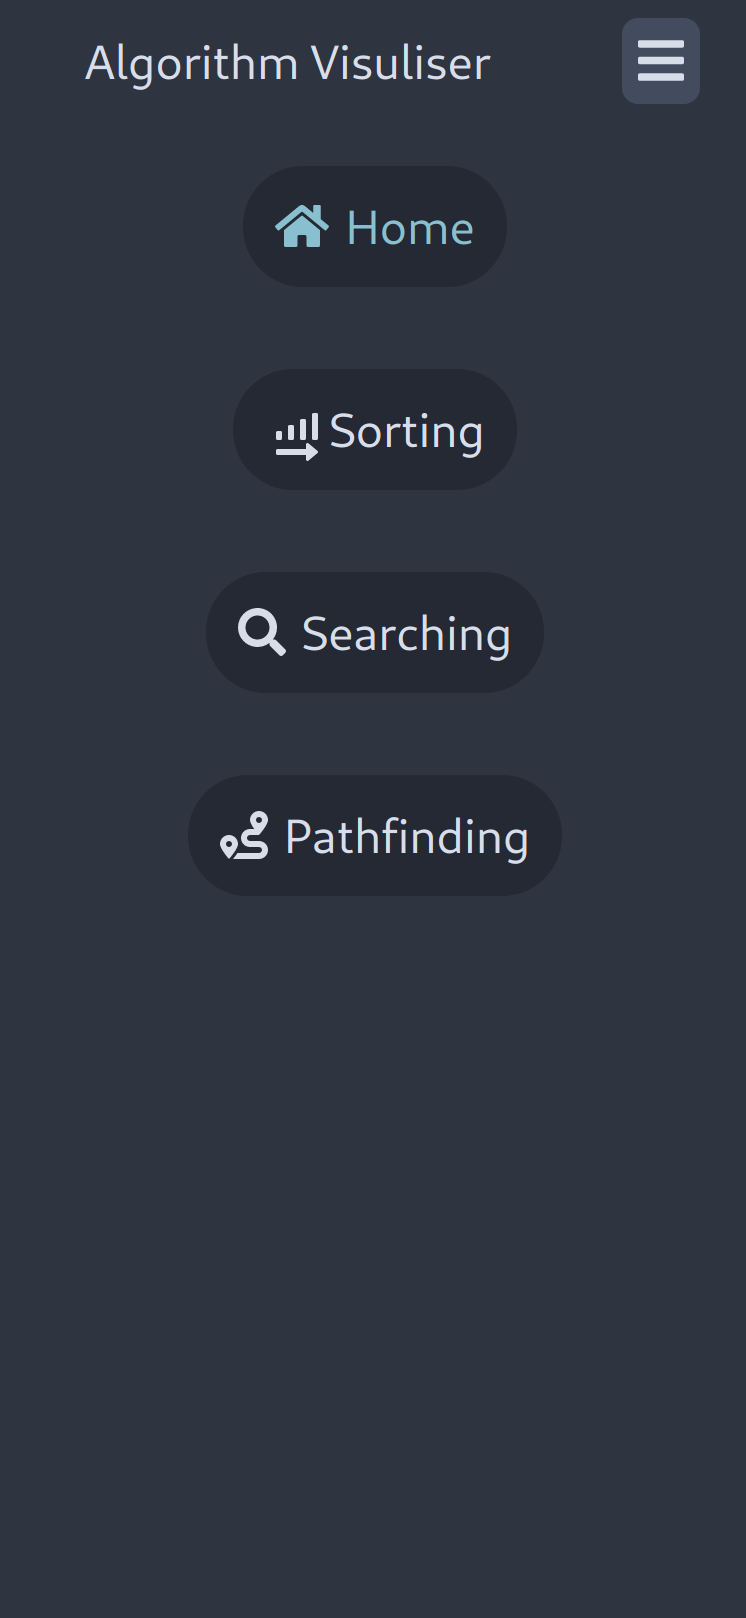 Algorithm Visuliser
Home
Sorting
Searching
Pathfinding